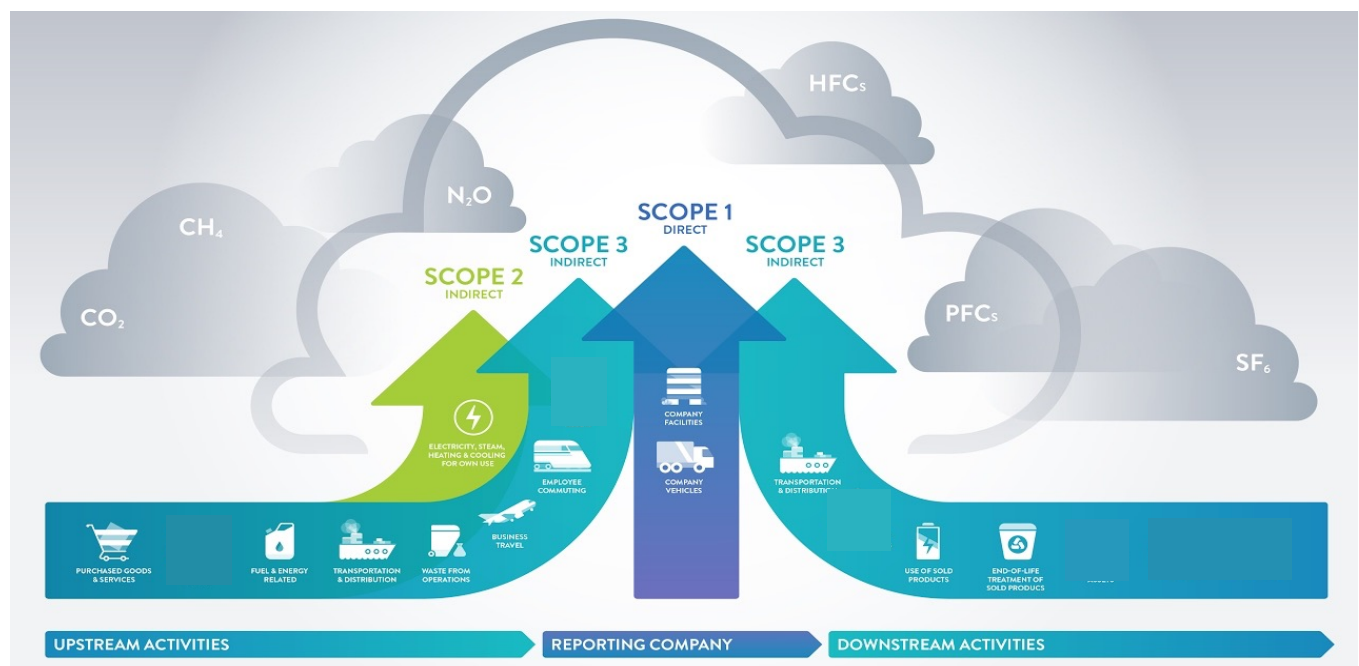 HFCs
N₂O
CH₄
CO₂
PFCs
SF₆
SCOPE 1
DIRECT
SCOPE 3
INDIRECT
SCOPE 3
INDIRECT
SCOPE 2
INDIRECT
COMPANY
FACILITIES
COMPANY
VEHICLES
ELECTRICITY, STEAM,
HEATING & COOLING
FOR OWN USE
EMPLOYEE
COMMUTING
TRANSPORTATION
& DISTRIBUTION
BUSINESS
TRAVEL
PURCHASED GOODS
& SERVICES
FUEL & ENERGY
RELATED
TRANSPORTATION
& DISTRIBUTION
WASTE FROM
OPERATIONS
USE OF SOLD
PRODUCTS
END-OF-LIFE
TREATMENT OF
SOLD PRODUCS
UPSTREAM ACTIVITIES
REPORTING COMPANY
DOWNSTREAM ACTIVITIES